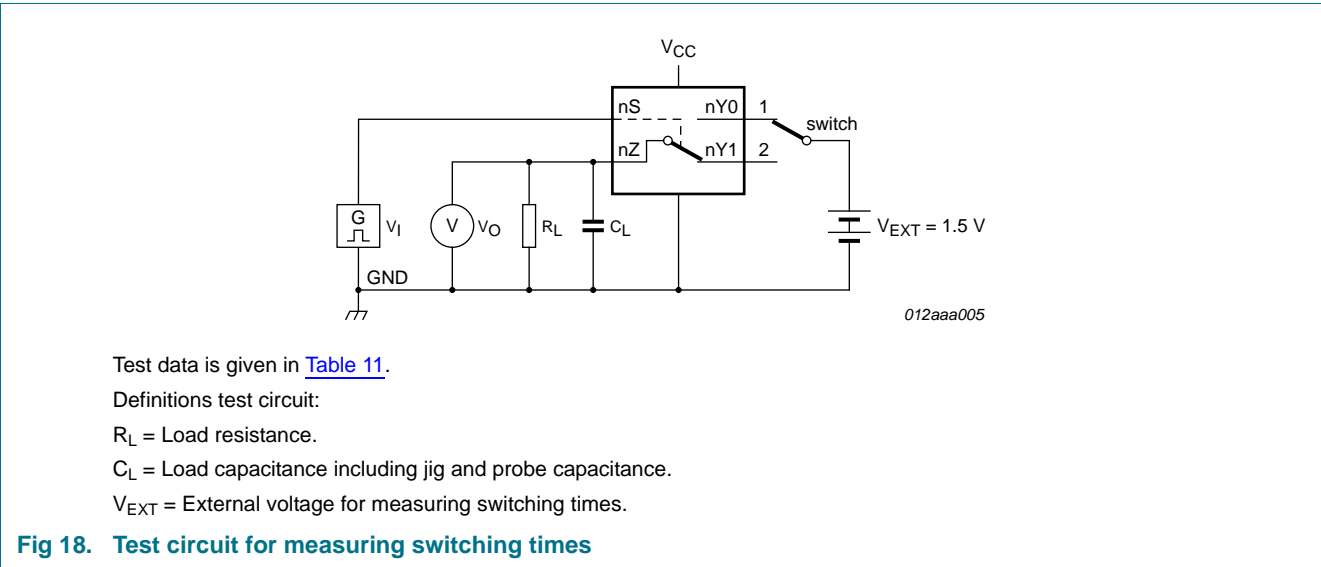 VCC
nS nY0 1
switch
nZ nY1 2
G VI V VO RL CL VEXT = 1.5 V
GND
012aaa005
Test data is given in Table 11.
Definitions test circuit:
RL = Load resistance.
CL = Load capacitance including jig and probe capacitance.
VEXT = External voltage for measuring switching times.
Fig 18. Test circuit for measuring switching times